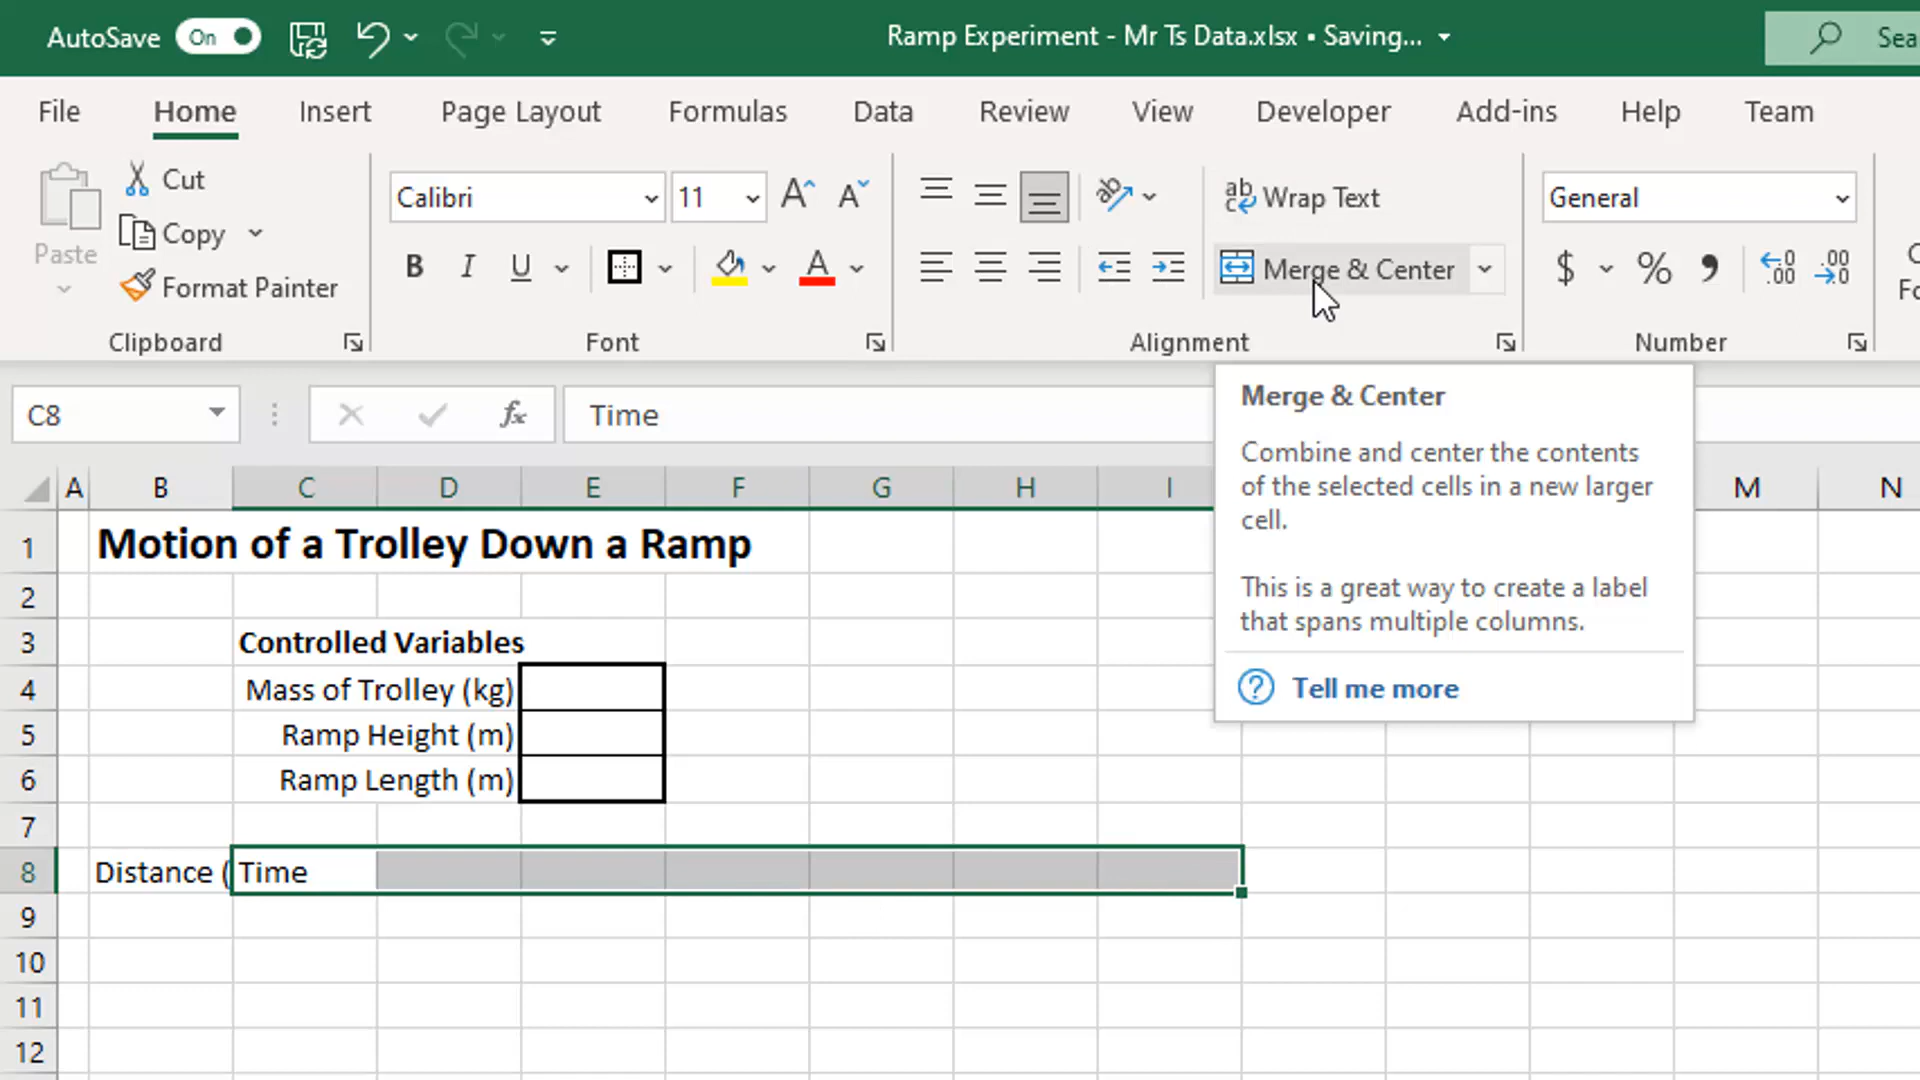 AutoSave On Ramp Experiment - Mr Ts Data.xlsx • Saving... Sea
File Home Insert Page Layout Formulas Data Review View Developer Add-ins Help Team
Paste
Cut
Copy
Format Painter
Clipboard
Calibri 11 A A
B I U A
Font
ab Wrap Text
Merge & Center
Alignment
General
$ % , .00 .00
Number
C8 fx Time
Merge & Center
Combine and center the contents
of the selected cells in a new larger
cell.
This is a great way to create a label
that spans multiple columns.
? Tell me more
A B C D E F G H I M N
1 Motion of a Trolley Down a Ramp
2
3 Controlled Variables
4 Mass of Trolley (kg)
5 Ramp Height (m)
6 Ramp Length (m)
7
8 Distance ( Time
9
10
11
12